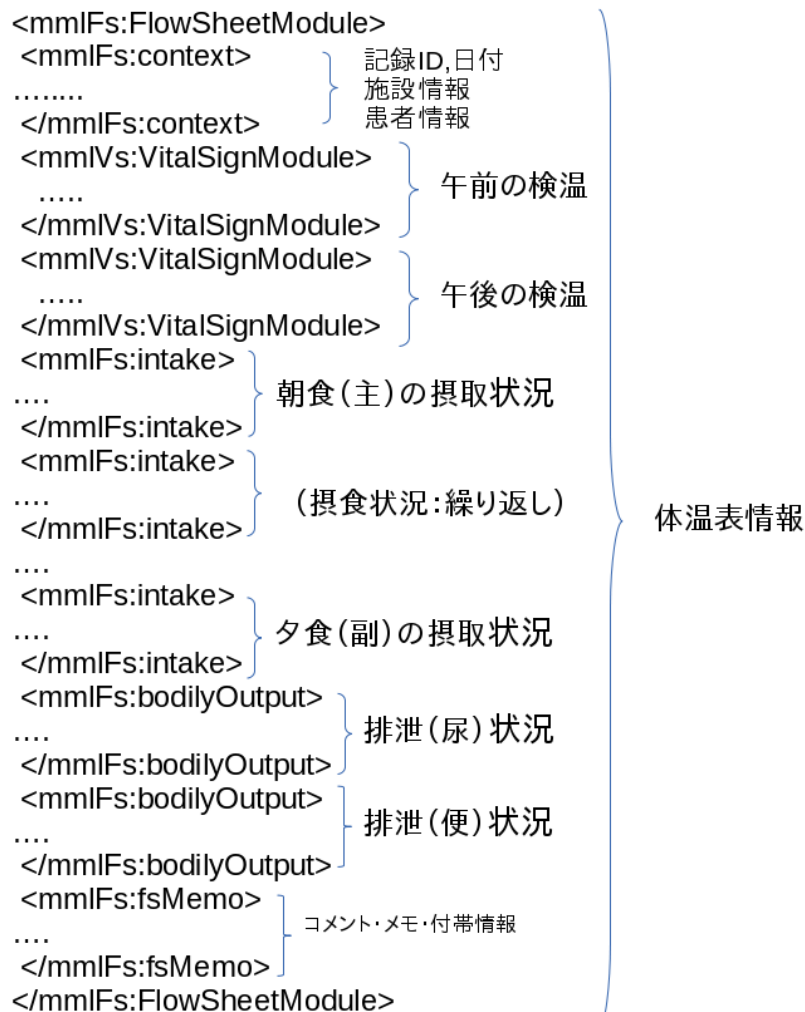 <mmlFs:FlowSheetModule>
<mmlFs:context>
記録ID,日付
施設情報
….....
患者情報
</mmlFs:context>
<mmlVs:VitalSignModule>
…..
午前の検温
</mmlVs:VitalSignModule>
<mmlVs:VitalSignModule>
…..
午後の検温
</mmlVs:VitalSignModule>
<mmlFs:intake>
….
朝食(主)の摂取状況
</mmlFs:intake>
<mmlFs:intake>
….
(摂食状況:繰り返し)
</mmlFs:intake>
体温表情報
….
<mmlFs:intake>
….
夕食(副)の摂取状況
</mmlFs:intake>
<mmlFs:bodilyOutput>
….
排泄(尿)状況
</mmlFs:bodilyOutput>
<mmlFs:bodilyOutput>
….
排泄(便)状況
</mmlFs:bodilyOutput>
<mmlFs:fsMemo>
….
コメント・メモ・付帯情報
</mmlFs:fsMemo>
</mmlFs:FlowSheetModule>